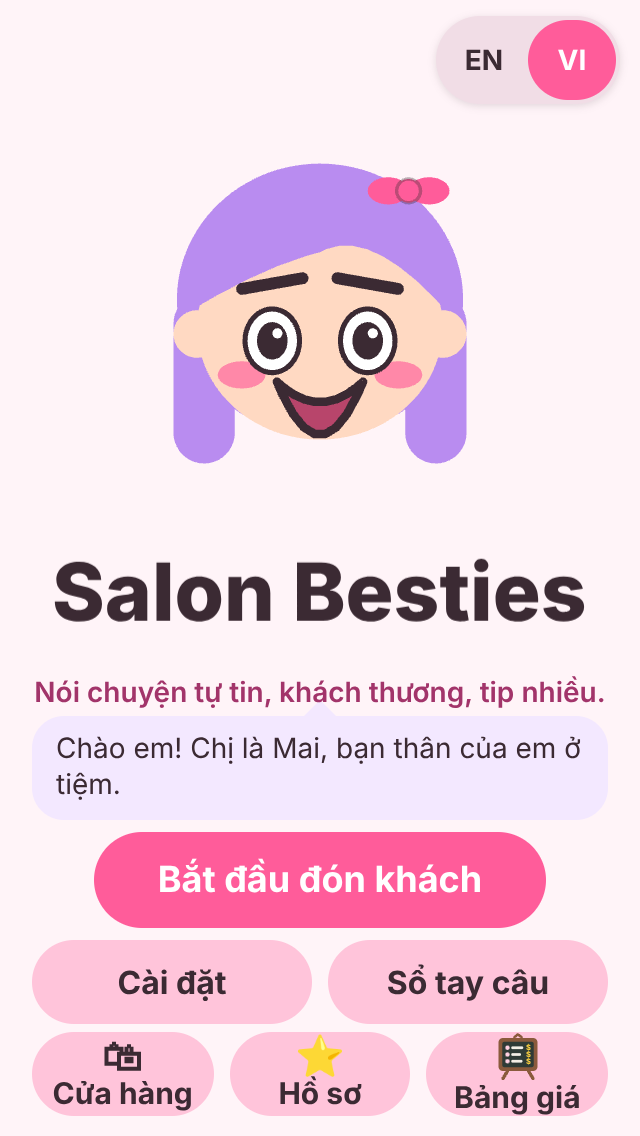 EN VI
Salon Besties
Nói chuyện tự tin, khách thương, tip nhiều.
Chào em! Chị là Mai, bạn thân của em ở
tiệm.
Bắt đầu đón khách
Cài đặt
Sổ tay câu
Cửa hàng
Hồ sơ
Bảng giá